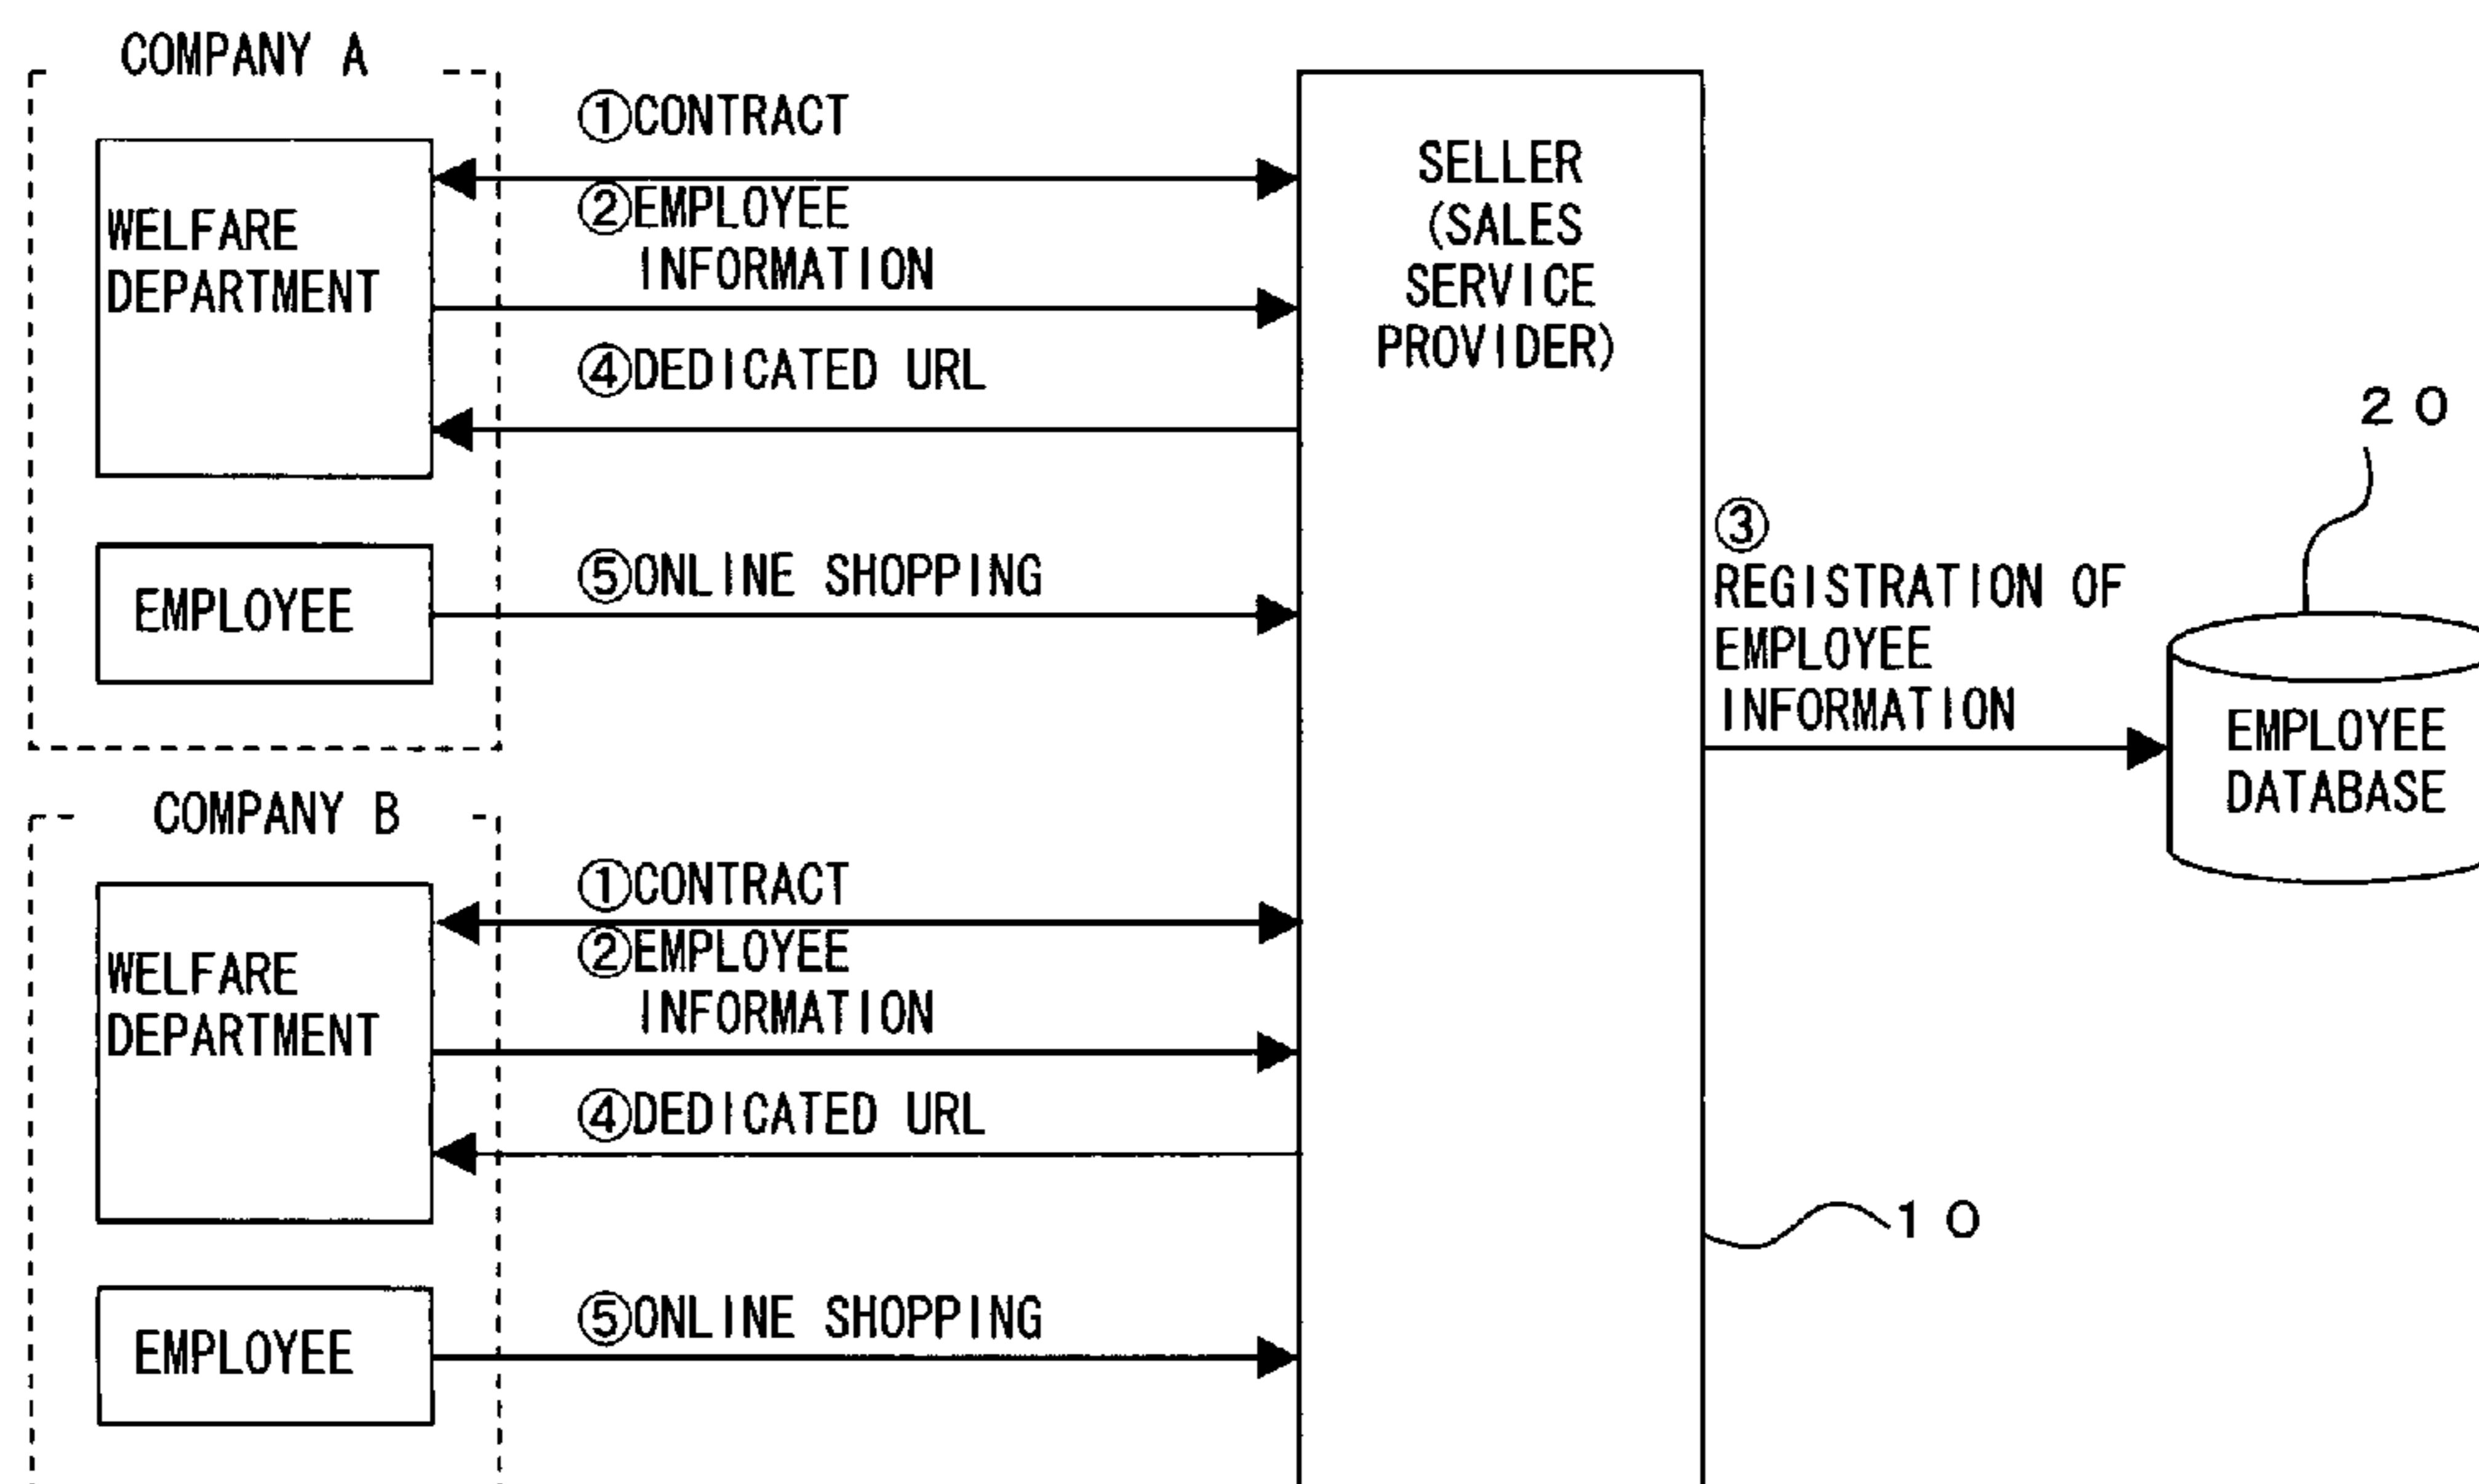 COMPANY A
WELFARE
DEPARTMENT
EMPLOYEE
①CONTRACT
②EMPLOYEE
INFORMATION
④DEDICATED URL
⑤ONLINE SHOPPING
SELLER
(SALES
SERVICE
PROVIDER)
③
REGISTRATION OF
EMPLOYEE
INFORMATION
20
EMPLOYEE
DATABASE
COMPANY B
WELFARE
DEPARTMENT
EMPLOYEE
①CONTRACT
②EMPLOYEE
INFORMATION
④DEDICATED URL
⑤ONLINE SHOPPING
10